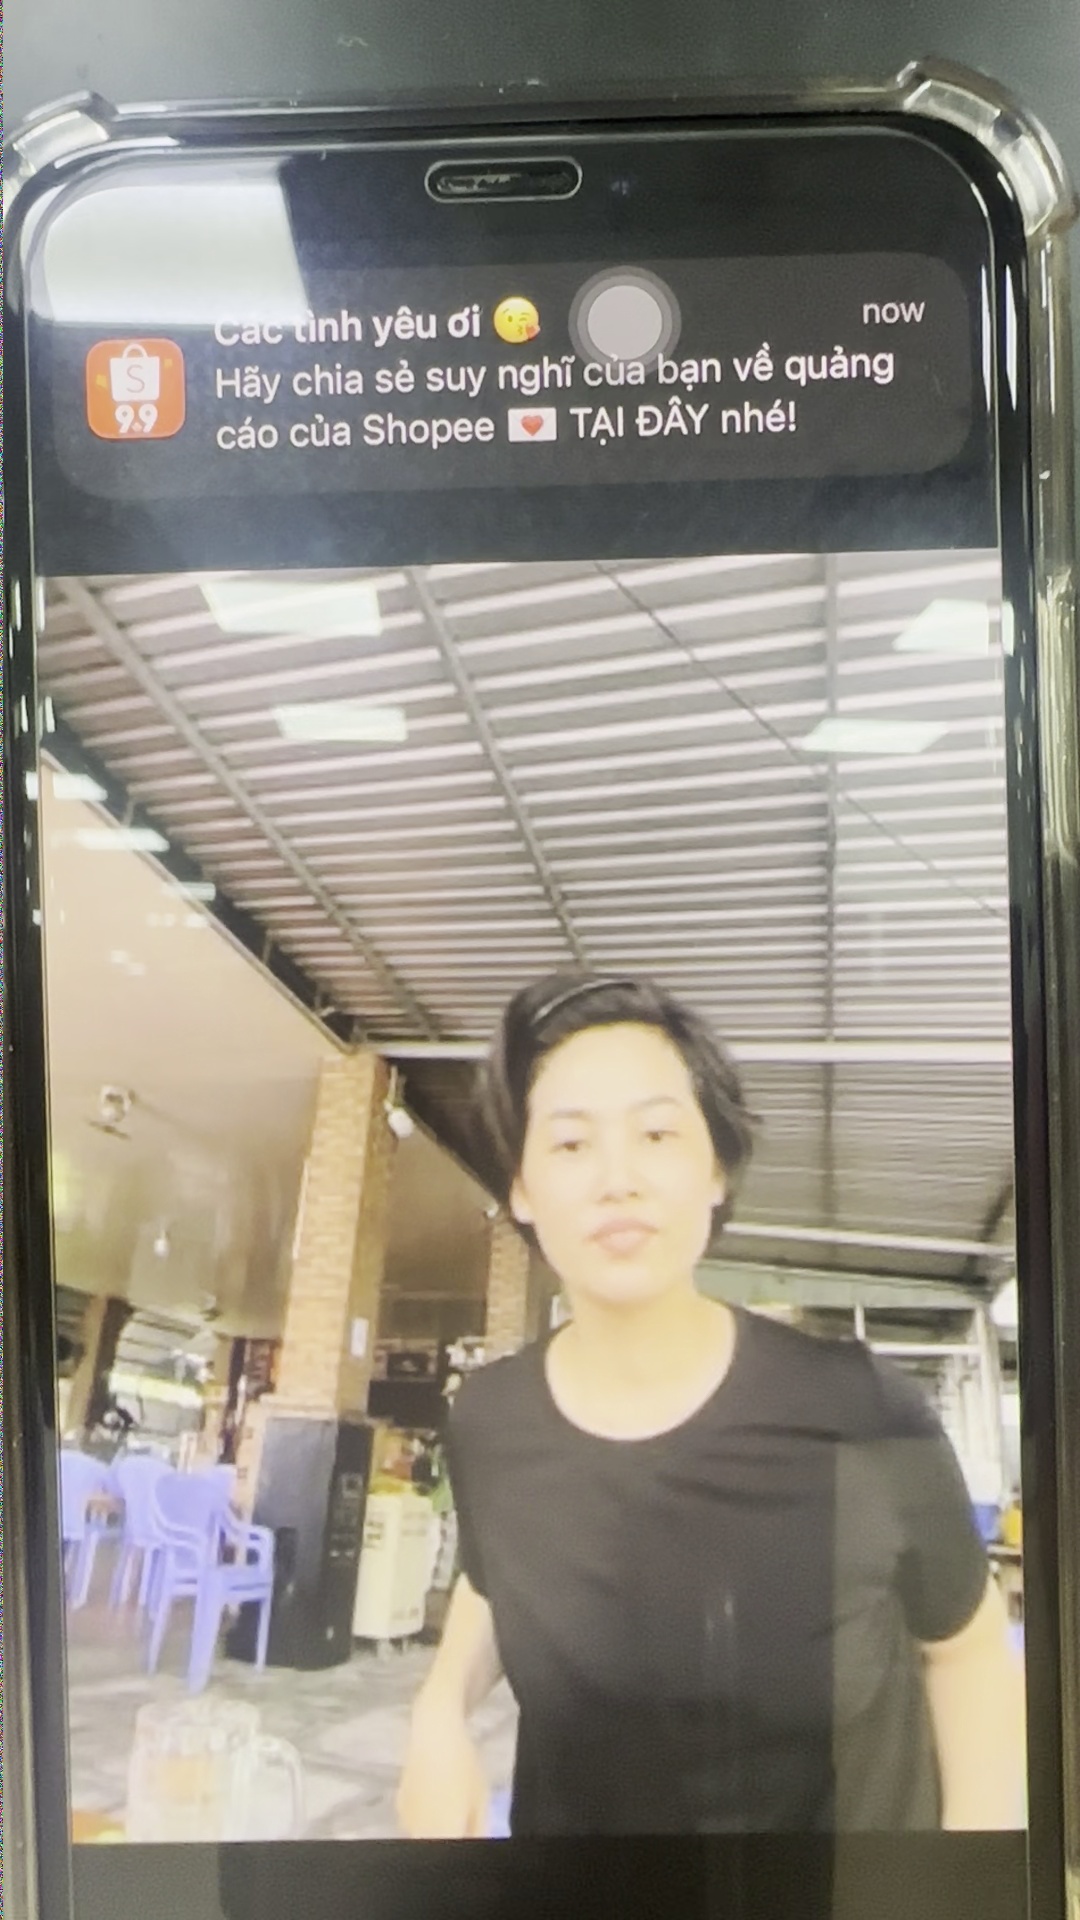 Các tình yêu ơi 😘
now
Hãy chia sẻ suy nghĩ của bạn về quảng
cáo của Shopee 💌 TẠI ĐÂY nhé!
S
9.9